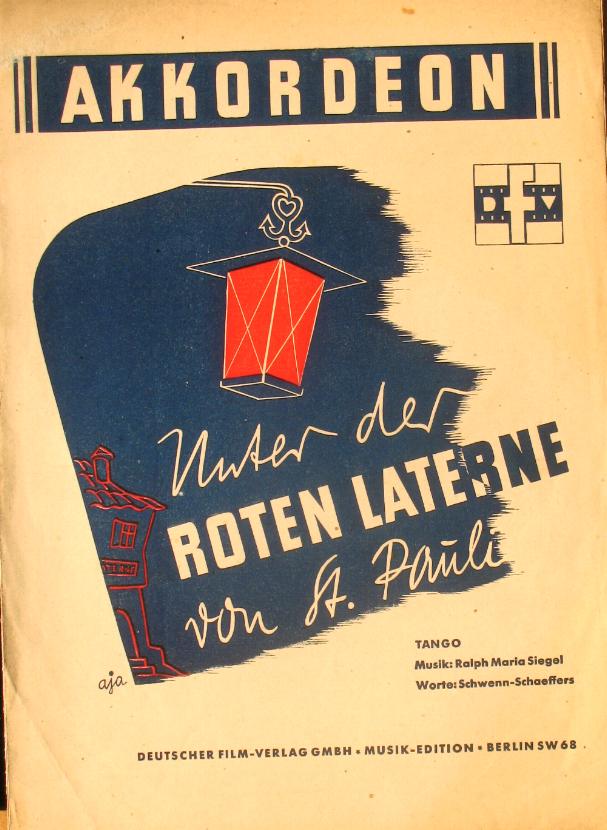 AKKORDEON
DfV
Unter der
ROTEN LATERNE
von St. Pauli
TANGO
Musik: Ralph Maria Siegel
Worte: Schwenn-Schaeffers
aja
DEUTSCHER FILM-VERLAG GMBH • MUSIK-EDITION • BERLIN SW 68